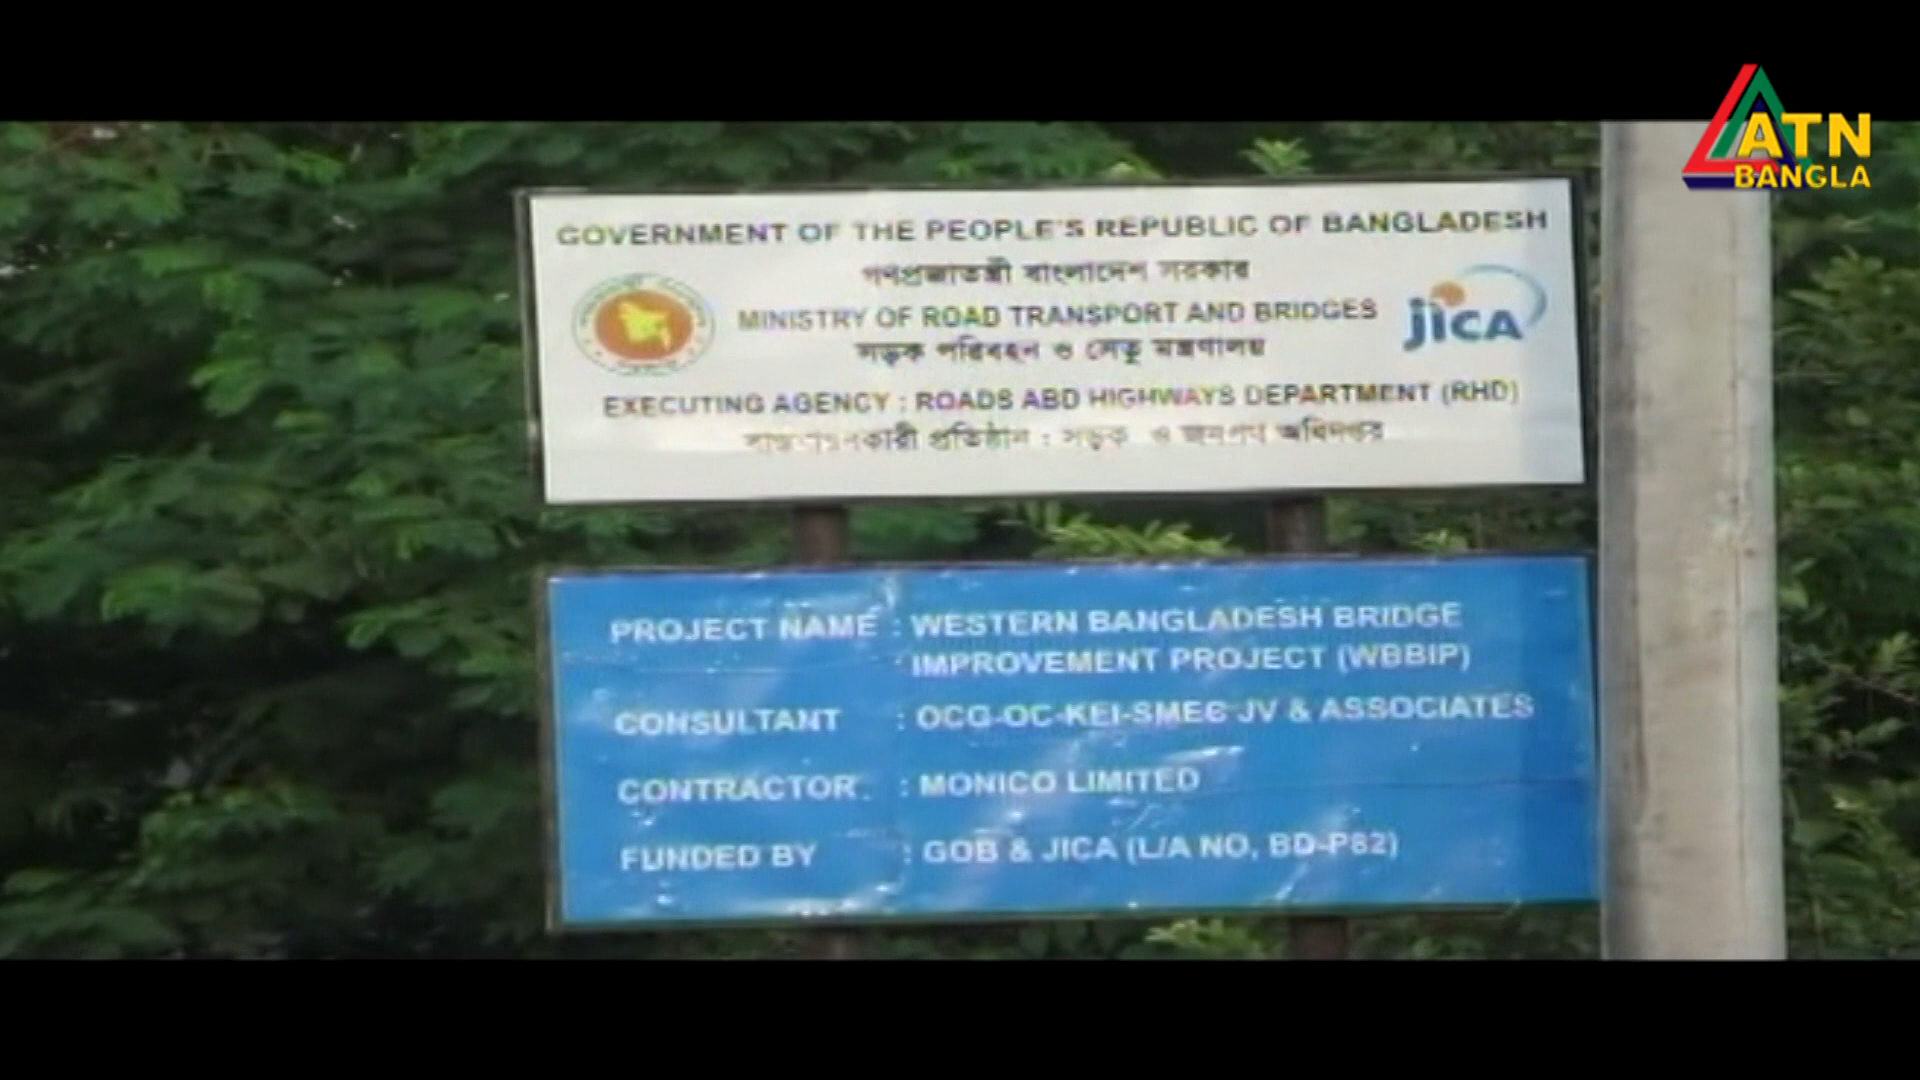 ATN
BANGLA
GOVERNMENT OF THE PEOPLE'S REPUBLIC OF BANGLADESH
গণপ্রজাতন্ত্রী বাংলাদেশ সরকার
MINISTRY OF ROAD TRANSPORT AND BRIDGES
সড়ক পরিবহন ও সেতু মন্ত্রণালয়
jica
EXECUTING AGENCY : ROADS ABD HIGHWAYS DEPARTMENT (RHD)
প্রতিষ্ঠান : সড়ক ও জনপথ অধিদপ্তর
PROJECT NAME : WESTERN BANGLADESH BRIDGE
IMPROVEMENT PROJECT (WBBIP)
CONSULTANT : OCG-OC-KEI-SMEC JV & ASSOCIATES
CONTRACTOR : MONICO LIMITED
FUNDED BY : GOB & JICA (L/A NO. BD-P82)